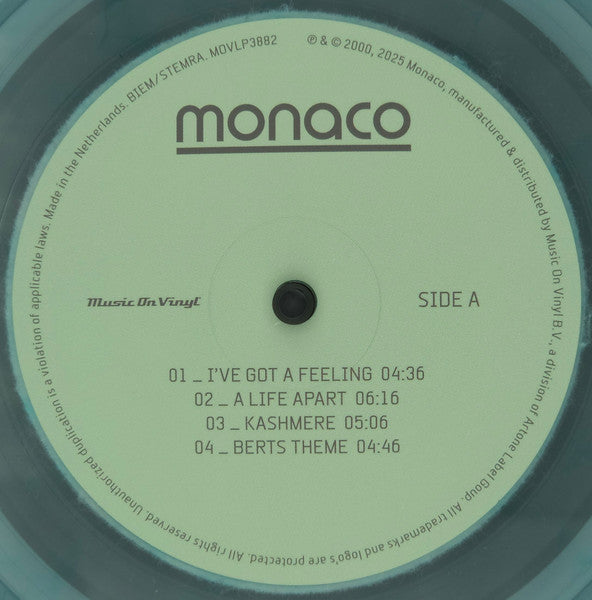 Unauthorized duplication is a violation of applicable laws. Made in the Netherlands. BIEM/STEMRA. MOVLP3882
℗ & © 2000, 2025 Monaco, manufactured & distributed by Music On Vinyl B.V., a division of Artone Label Goup. All trademarks and logo's are protected. All rights reserved.
monaco
Music On Vinyl
SIDE A
01 _ I'VE GOT A FEELING 04:36
02 _ A LIFE APART 06:16
03 _ KASHMERE 05:06
04 _ BERTS THEME 04:46